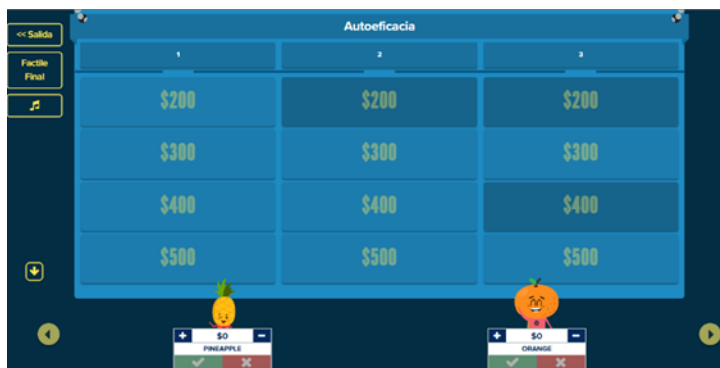 Autoeficacia
<< Salida
Factile
Final
1 2 3
$200 $200 $200
$300 $300 $300
$400 $400 $400
$500 $500 $500
+ $0 -
PINEAPPLE
+ $0 -
ORANGE